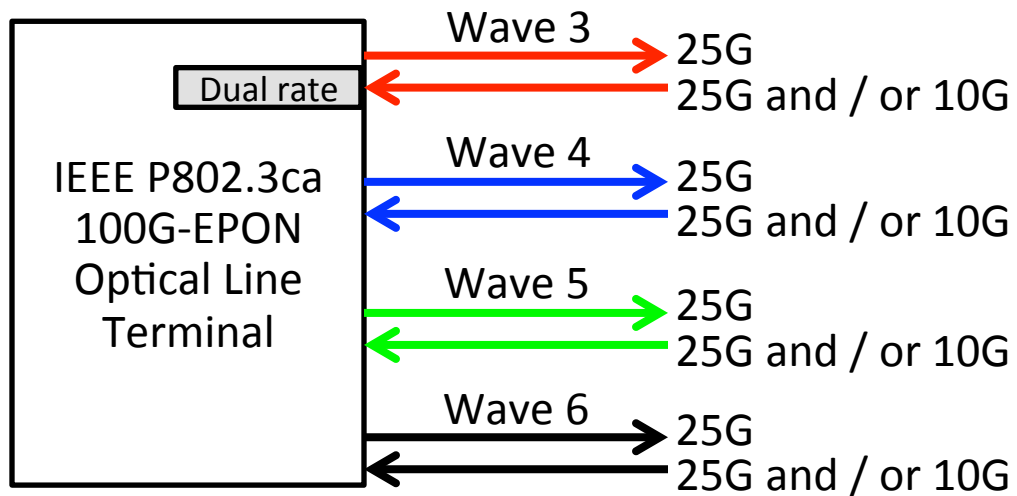 Wave 3
25G
Dual rate
25G and / or 10G
IEEE P802.3ca
100G-EPON
Optical Line
Terminal
Wave 4
25G
25G and / or 10G
Wave 5
25G
25G and / or 10G
Wave 6
25G
25G and / or 10G